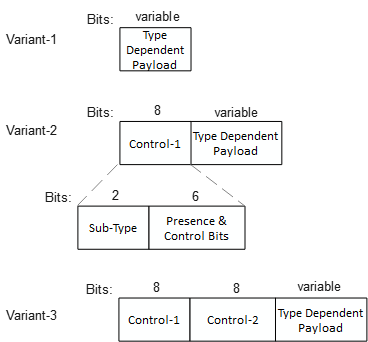 Bits: variable
Variant-1
Type
Dependent
Payload
Bits: 8 variable
Variant-2
Control-1
Type Dependent
Payload
Bits: 2 6
Sub-Type
Presence &
Control Bits
Bits: 8 8 variable
Variant-3
Control-1
Control-2
Type Dependent
Payload